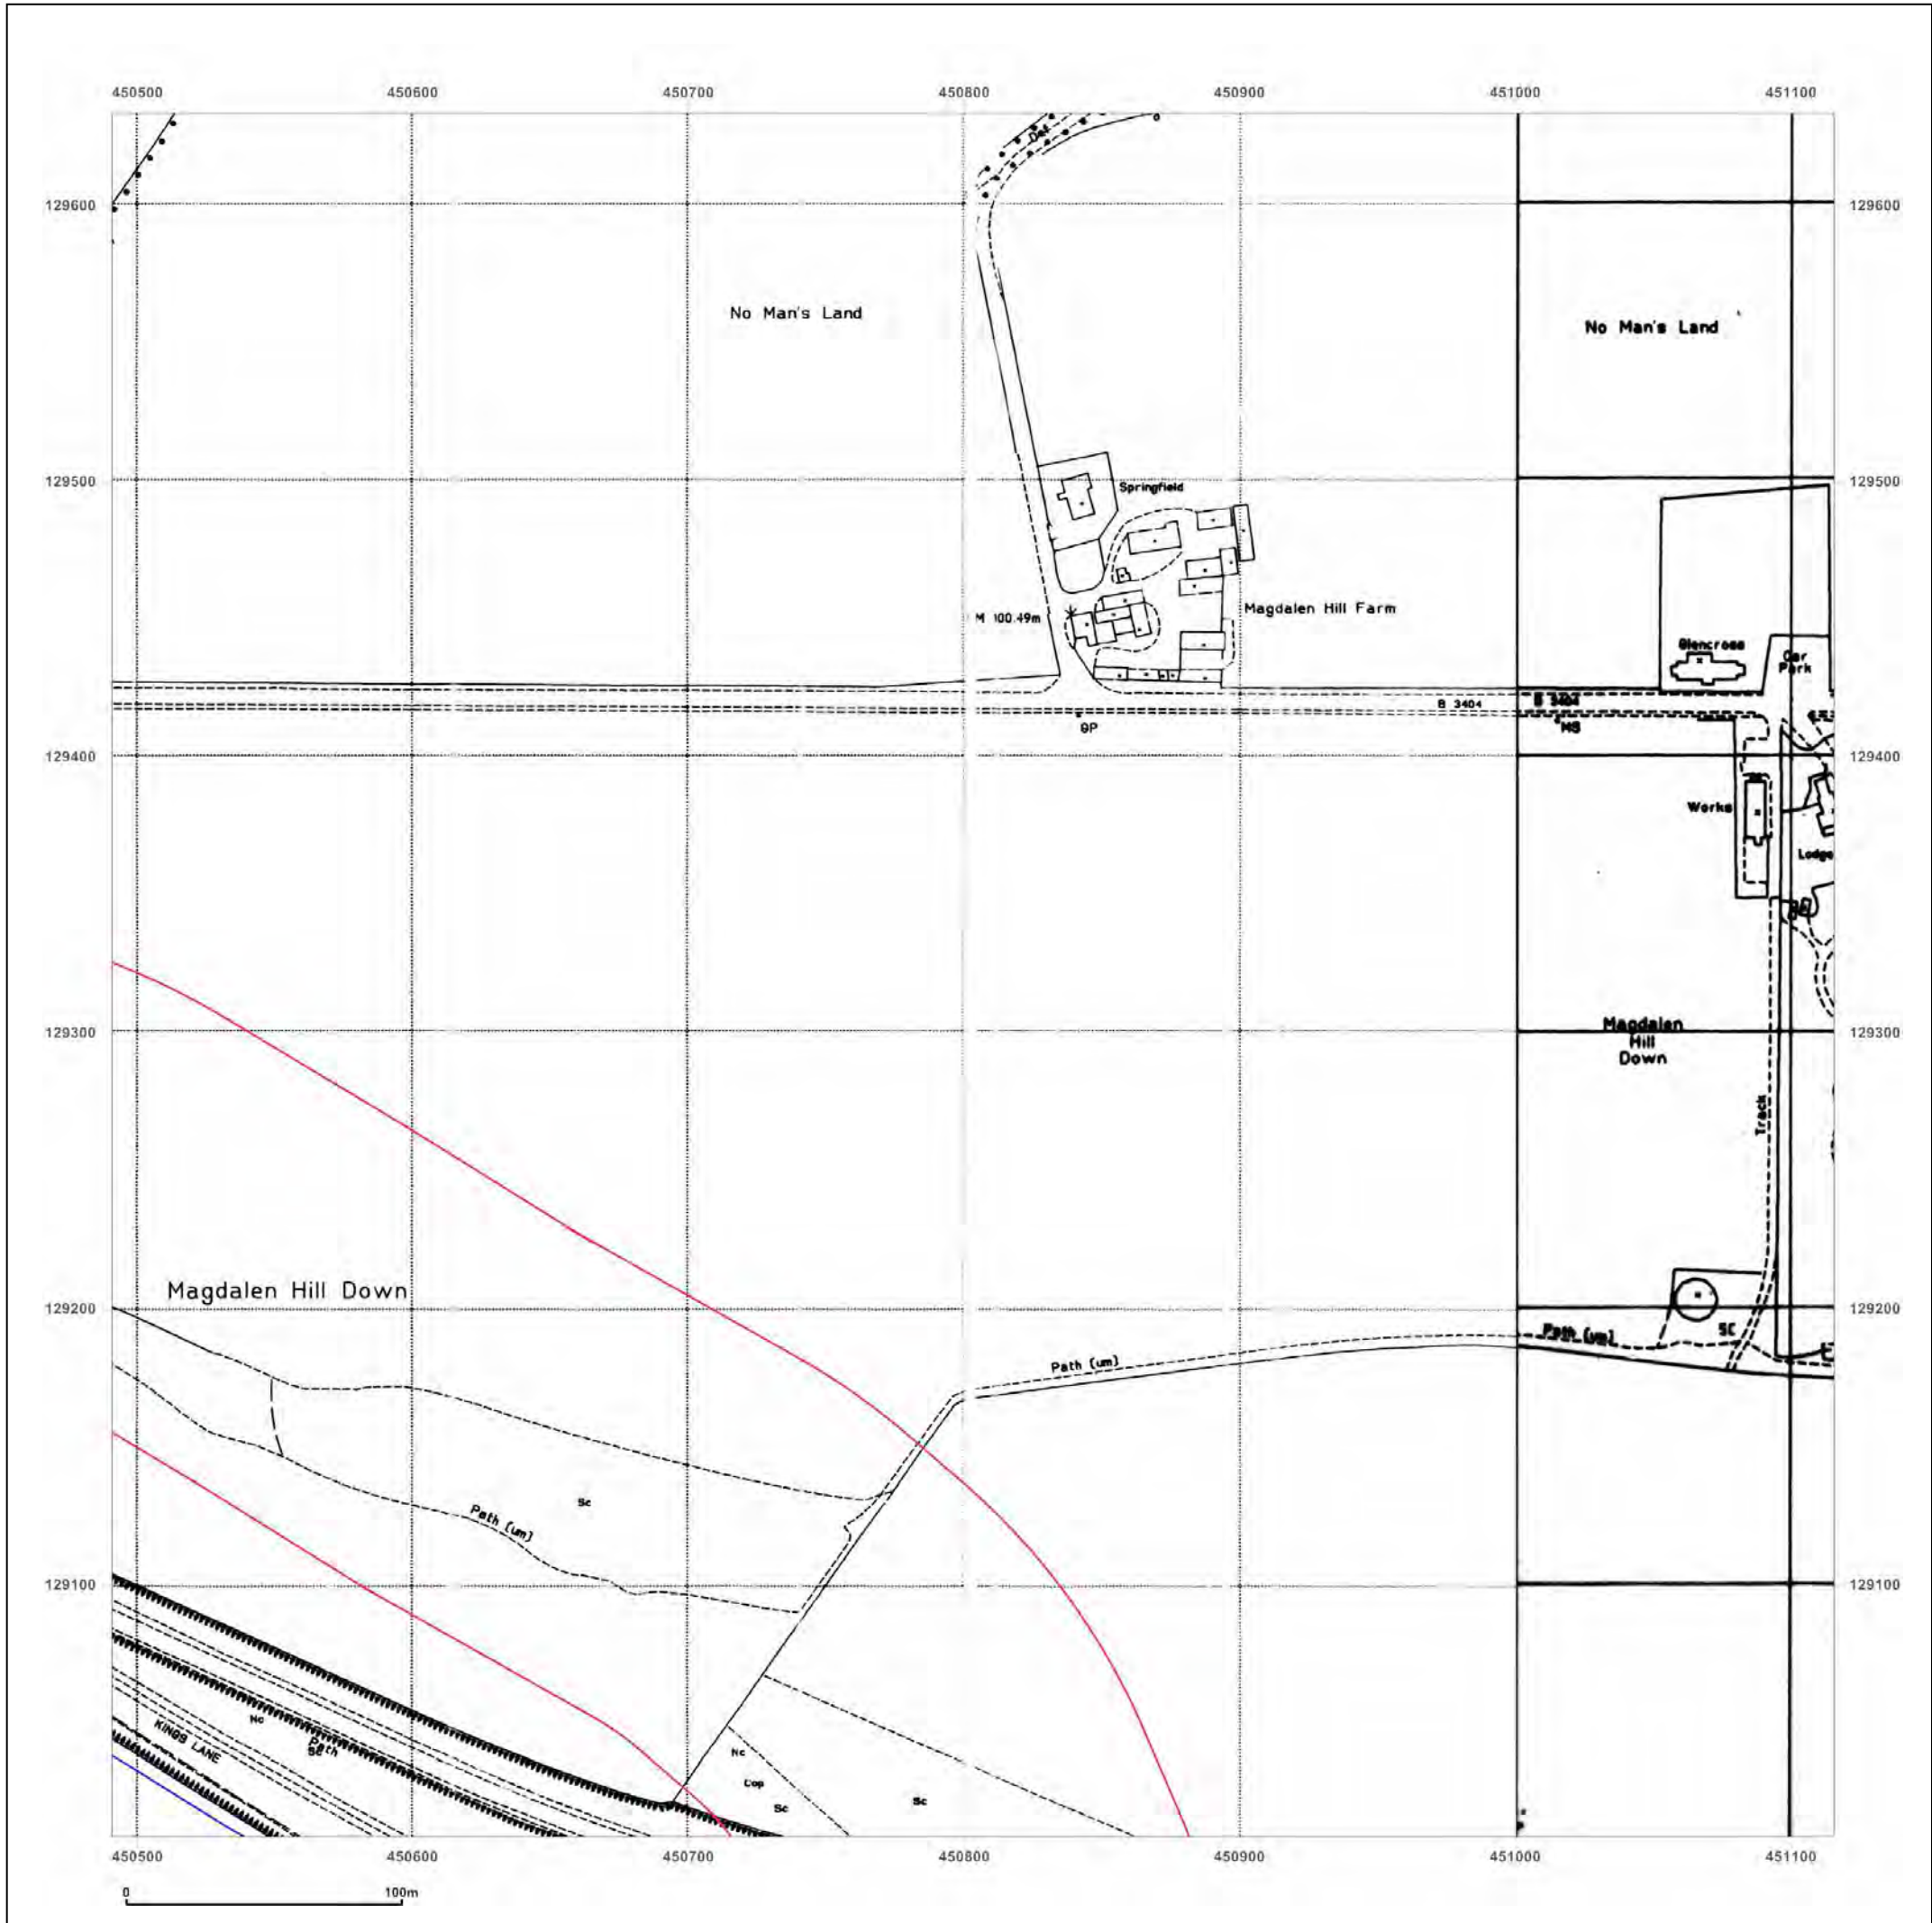 450500 450600 450700 450800 450900 451000 451100
Def
129600 129600
No Man's Land
No Man's Land
129500 129500
Springfield
Magdalen Hill Farm
M 100.49m
Glencross
Car
Park
B 3404
B 3404
GP
MS
129400 129400
Works
Lodge
129300 129300
Magdalen
Hill
Down
Track
Magdalen Hill Down
129200 129200
Path (um)
SC
Path (um)
Sc
Path (um)
129100 129100
Nc
KINGS LANE
Path
Sc
Nc
Cop
Sc
Sc
450500 450600 450700 450800 450900 451000 451100
0 100m